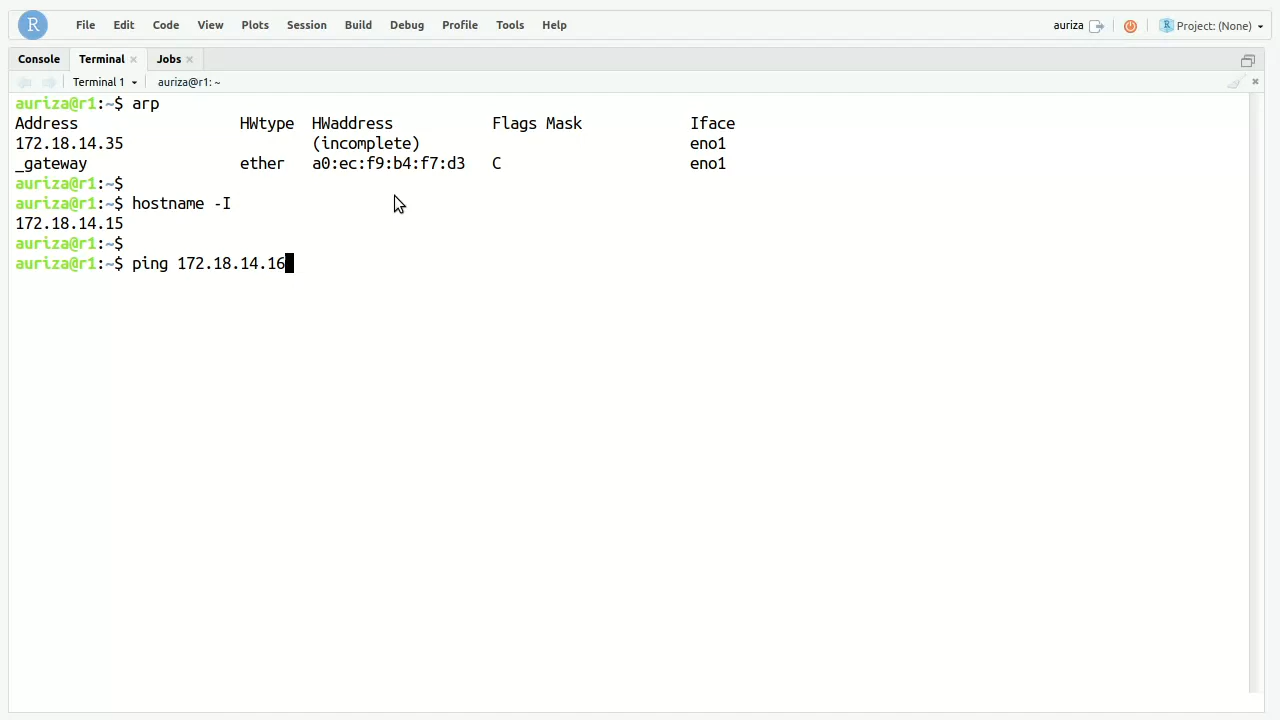 R File Edit Code View Plots Session Build Debug Profile Tools Help auriza R Project: (None)
Console Terminal Jobs
Terminal 1 auriza@r1: ~
auriza@r1:~$ arp
Address HWtype HWaddress Flags Mask Iface
172.18.14.35 (incomplete) eno1
_gateway ether a0:ec:f9:b4:f7:d3 C eno1
auriza@r1:~$
auriza@r1:~$ hostname -I
172.18.14.15
auriza@r1:~$
auriza@r1:~$ ping 172.18.14.16